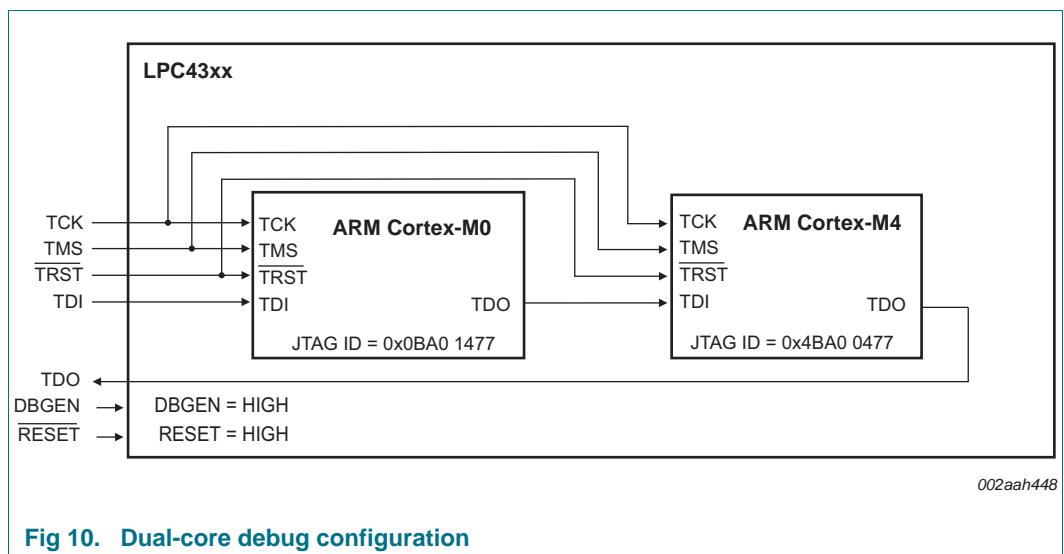 LPC43xx
TCK
TMS
TRST
TDI
TDO
DBGEN
RESET
TCK
TMS
TRST
TDI
ARM Cortex-M0
TDO
JTAG ID = 0x0BA0 1477
TCK
TMS
TRST
TDI
ARM Cortex-M4
TDO
JTAG ID = 0x4BA0 0477
DBGEN = HIGH
RESET = HIGH
002aah448
Fig 10. Dual-core debug configuration